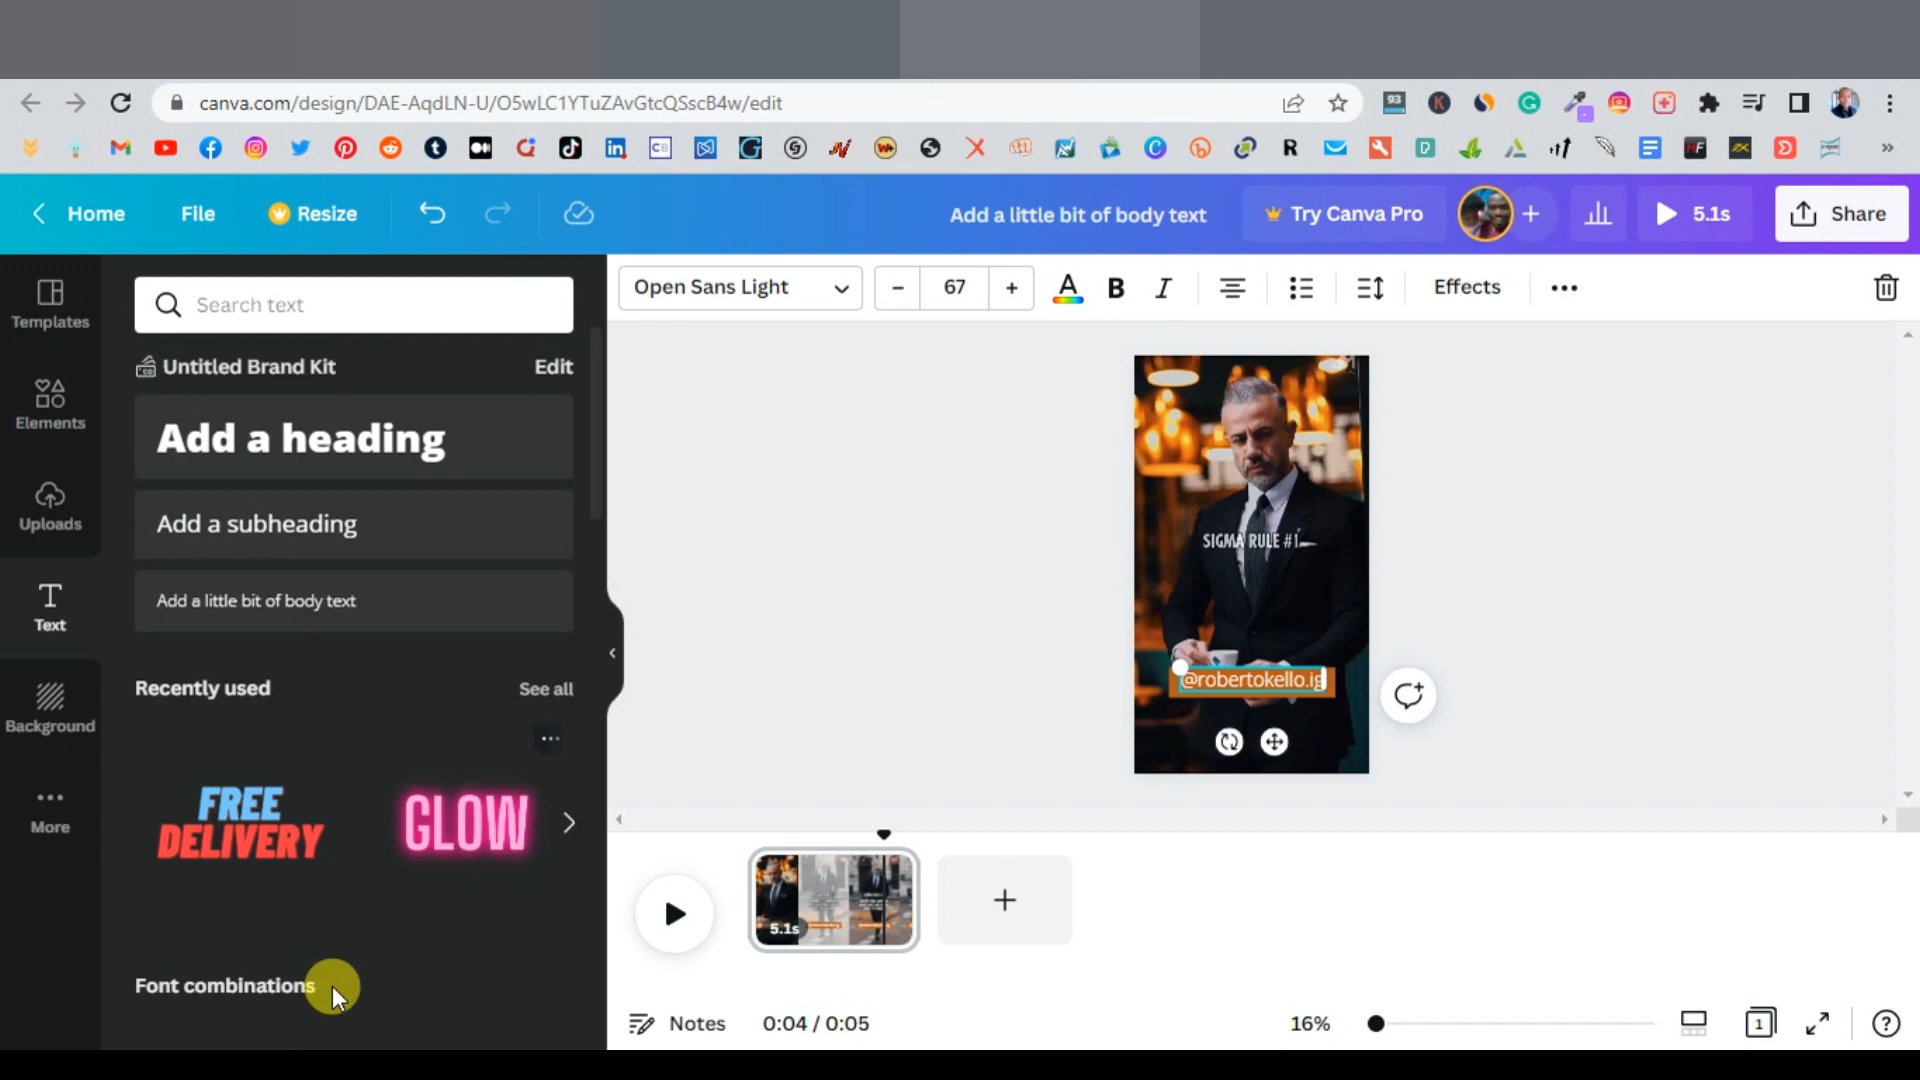 canva.com/design/DAE-AqdLN-U/O5wLC1YTuZAvGtcQSscB4w/edit
93
Home
File
Resize
Add a little bit of body text
Try Canva Pro
5.1s
Share
Templates
Elements
Uploads
Text
Background
More
Search text
Untitled Brand Kit
Edit
Add a heading
Add a subheading
Add a little bit of body text
Recently used
See all
FREE
DELIVERY
GLOW
Font combinations
Open Sans Light
67
A
B
I
Effects
SIGMA RULE #1
@robertokello.ig
5.1s
Notes
0:04 / 0:05
16%
1